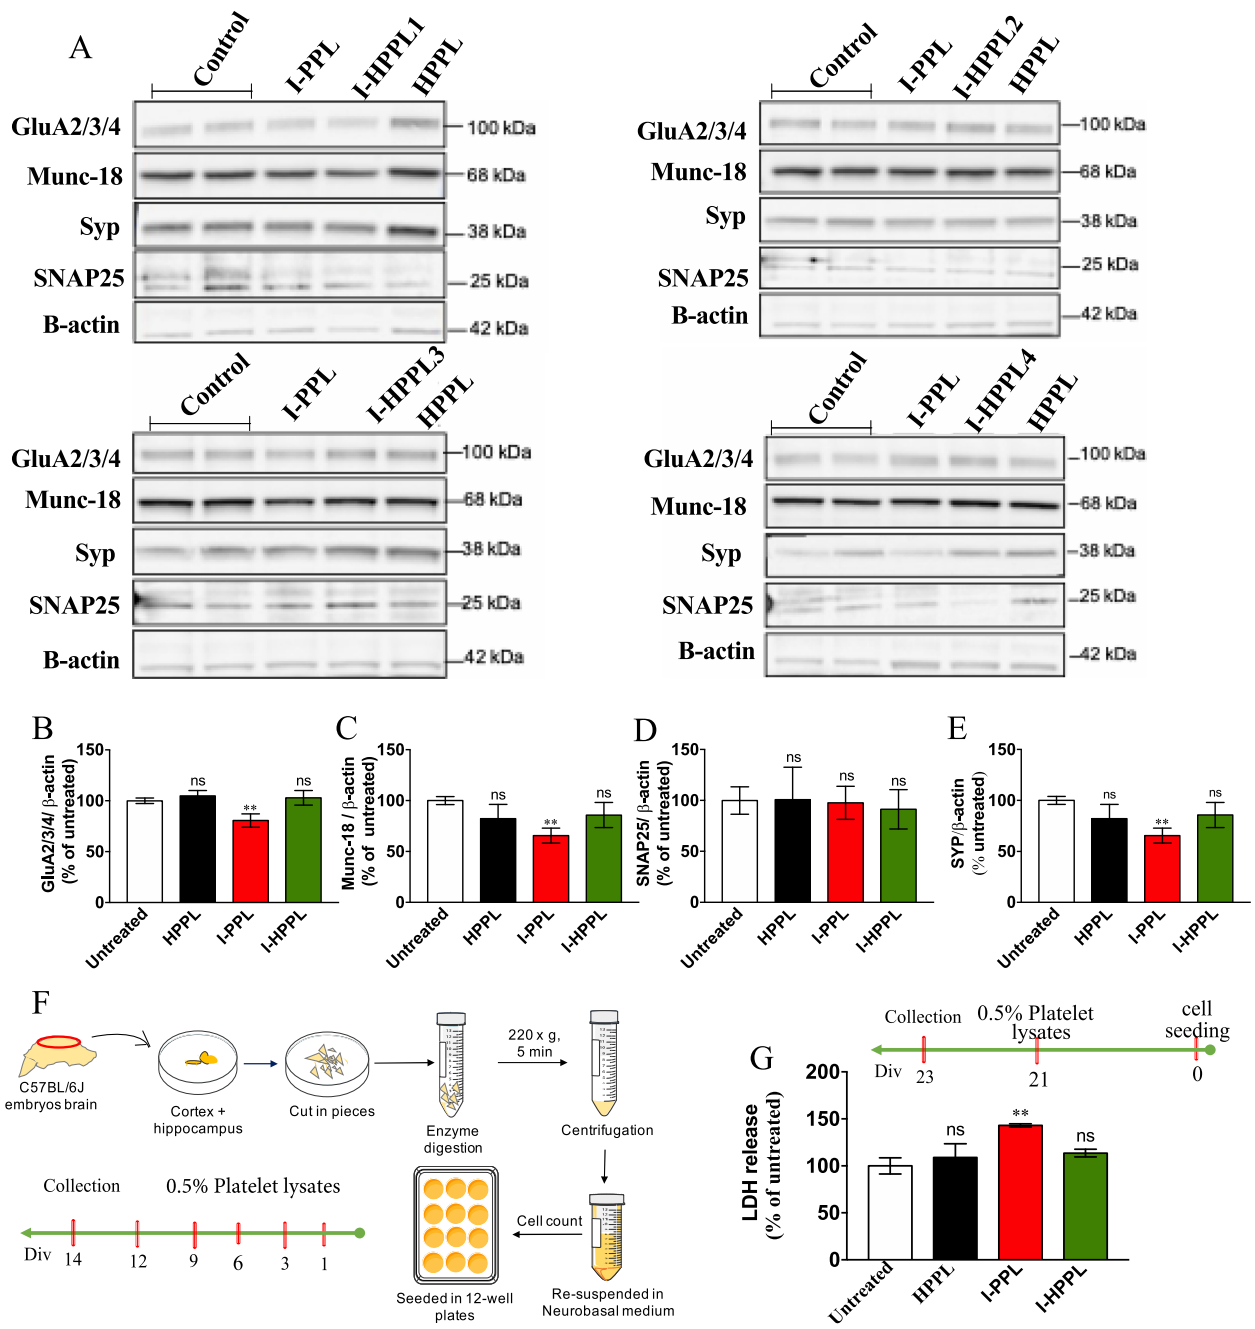 A
Control
I-PPL
I-HPPL1
HPPL
GluA2/3/4
100 kDa
Munc-18
68 kDa
Syp
38 kDa
SNAP25
25 kDa
B-actin
42 kDa
Control
I-PPL
I-HPPL2
HPPL
GluA2/3/4
100 kDa
Munc-18
68 kDa
Syp
38 kDa
SNAP25
25 kDa
B-actin
42 kDa
Control
I-PPL
I-HPPL3
HPPL
GluA2/3/4
100 kDa
Munc-18
68 kDa
Syp
38 kDa
SNAP25
25 kDa
B-actin
42 kDa
Control
I-PPL
I-HPPL4
HPPL
GluA2/3/4
100 kDa
Munc-18
68 kDa
Syp
38 kDa
SNAP25
25 kDa
B-actin
42 kDa
B
GluA2/3/4/ β-actin
(% of untreated)
150
100
50
0
ns
**
ns
Untreated
HPPL
I-PPL
I-HPPL
C
Munc-18 / β-actin
(% of untreated)
150
100
50
0
ns
**
ns
Untreated
HPPL
I-PPL
I-HPPL
D
SNAP25/ β-actin
(% of untreated)
150
100
50
0
ns
ns
ns
Untreated
HPPL
I-PPL
I-HPPL
E
SYP/β-actin
(% untreated)
150
100
50
0
ns
**
ns
Untreated
HPPL
I-PPL
I-HPPL
F
C57BL/6J
embryos brain
Cortex +
hippocampus
Cut in pieces
Enzyme
digestion
220 x g,
5 min
Centrifugation
Re-suspended in
Neurobasal medium
Cell count
Seeded in 12-well
plates
Collection
0.5% Platelet lysates
Div
14
12
9
6
3
1
G
Collection
0.5% Platelet
lysates
cell
seeding
Div
23
21
0
LDH release
(% of untreated)
200
150
100
50
0
ns
**
ns
Untreated
HPPL
I-PPL
I-HPPL